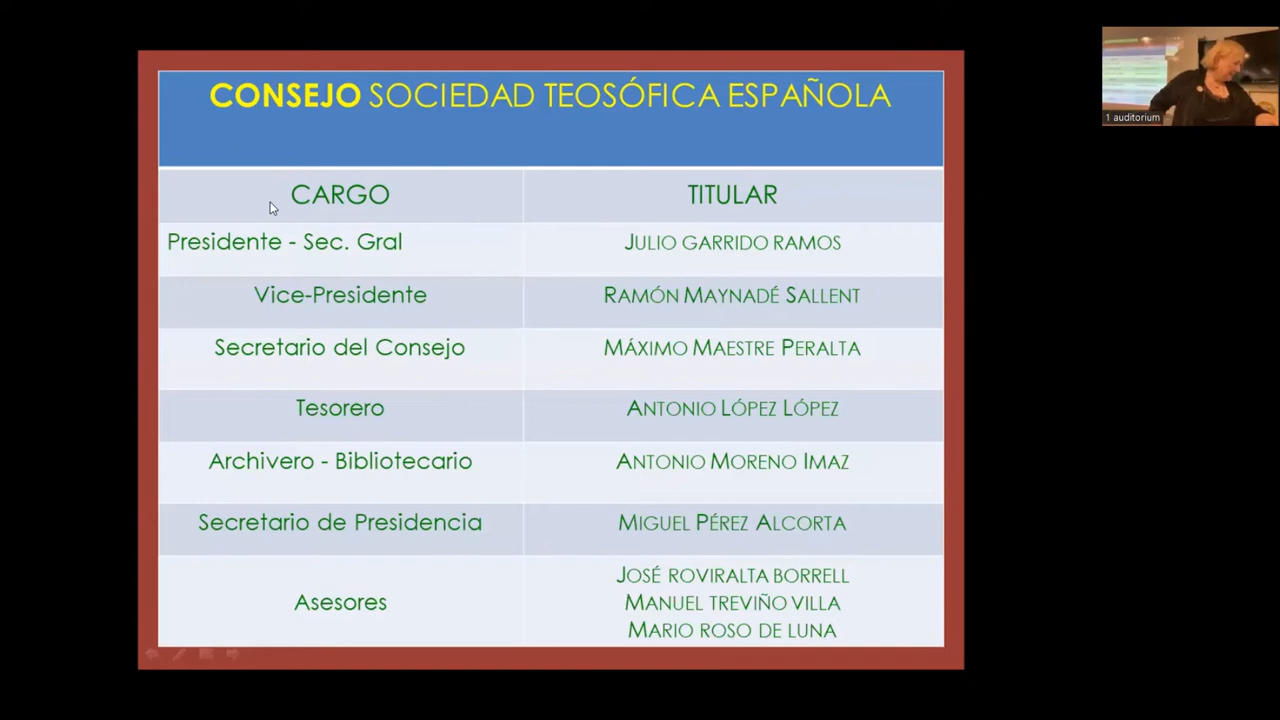 CONSEJO SOCIEDAD TEOSÓFICA ESPAÑOLA
CARGO TITULAR
Presidente - Sec. Gral JULIO GARRIDO RAMOS
Vice-Presidente RAMÓN MAYNADÉ SALLENT
Secretario del Consejo MÁXIMO MAESTRE PERALTA
Tesorero ANTONIO LÓPEZ LÓPEZ
Archivero - Bibliotecario ANTONIO MORENO IMAZ
Secretario de Presidencia MIGUEL PÉREZ ALCORTA
Asesores JOSÉ ROVIRALTA BORRELL
MANUEL TREVIÑO VILLA
MARIO ROSO DE LUNA
1 auditorium